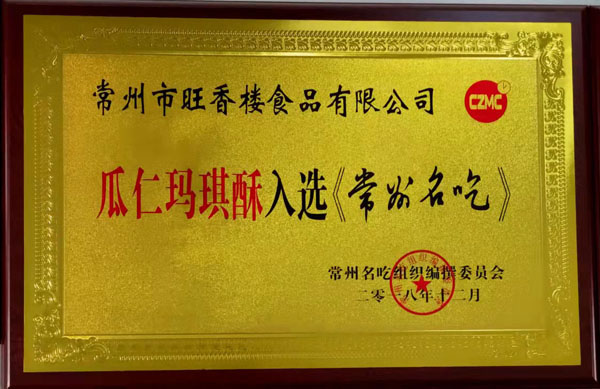 常州市旺香楼食品有限公司
CZMC
瓜仁玛琪酥入选《常州名吃》
常州名吃组织编撰委员会
二零一八年十二月